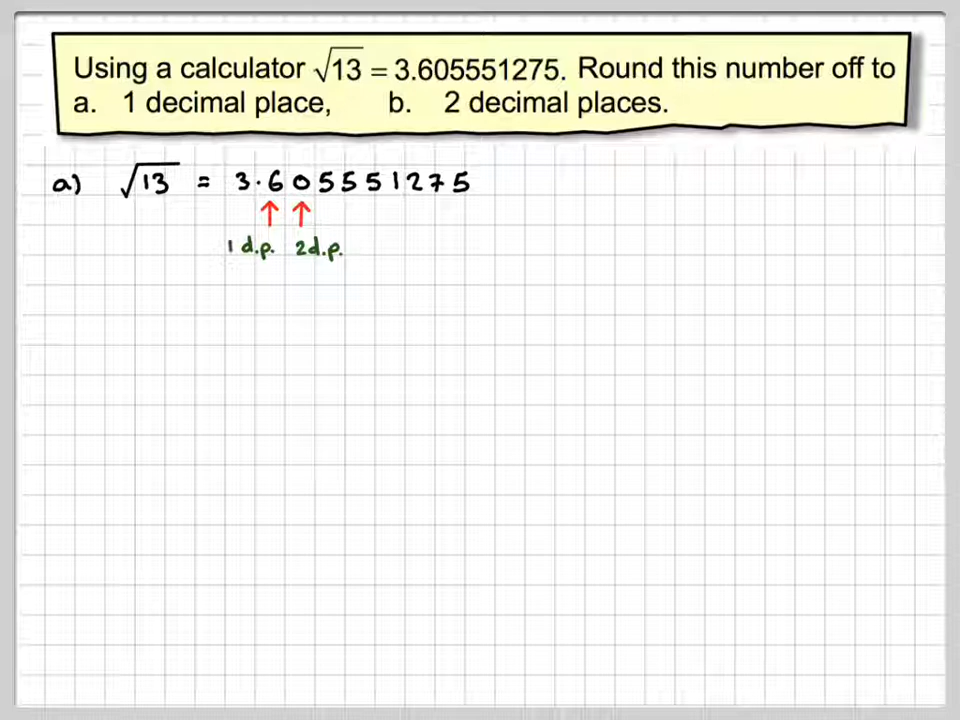 Using a calculator √13 = 3.605551275. Round this number off to
a. 1 decimal place, b. 2 decimal places.
a) √13 = 3.605551275
↑ ↑
1 d.p. 2 d.p.